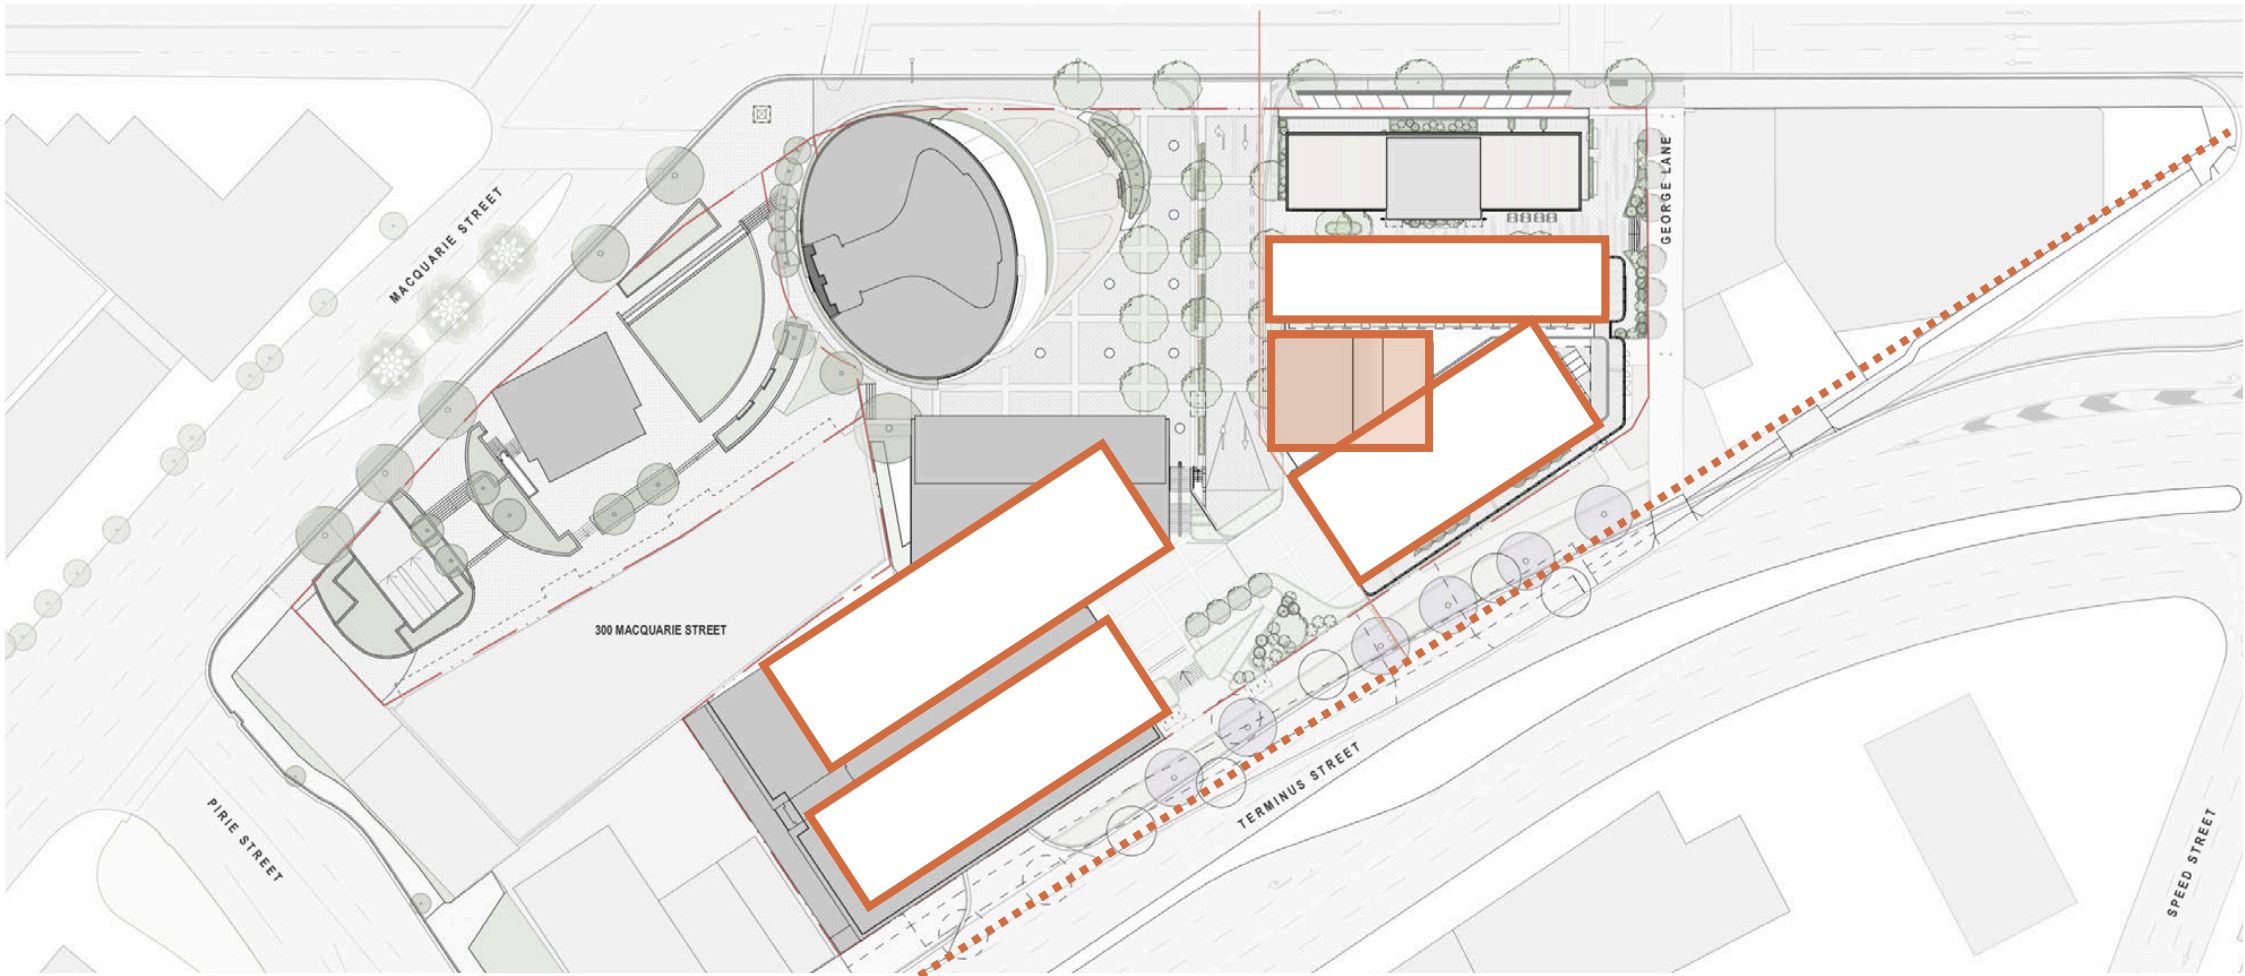 MACQUARIE STREET
GEORGE LANE
300 MACQUARIE STREET
TERMINUS STREET
PIRIE STREET
SPEED STREET